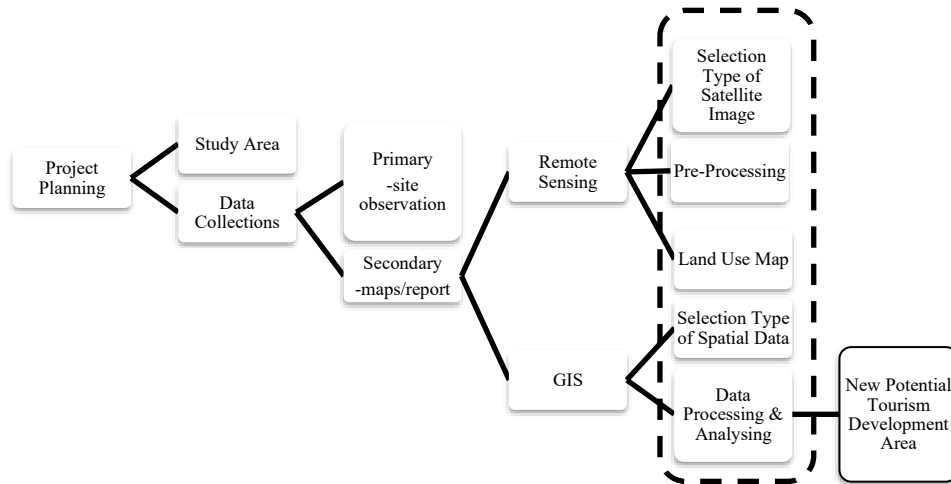 Project
Planning
Study Area
Data
Collections
Primary
-site
observation
Secondary
-maps/report
Remote
Sensing
GIS
Selection
Type of
Satellite
Image
Pre-Processing
Land Use Map
Selection Type
of Spatial Data
Data
Processing &
Analysing
New Potential
Tourism
Development
Area